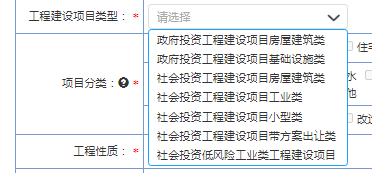 工程建设项目类型： * 请选择
政府投资工程建设项目房屋建筑类
政府投资工程建设项目基础设施类
住宅
社会投资工程建设项目房屋建筑类
项目分类： ? * 水
社会投资工程建设项目工业类
他
社会投资工程建设项目小型类
改
社会投资工程建设项目带方案出让类
工程性质： *
社会投资低风险工业类工程建设项目